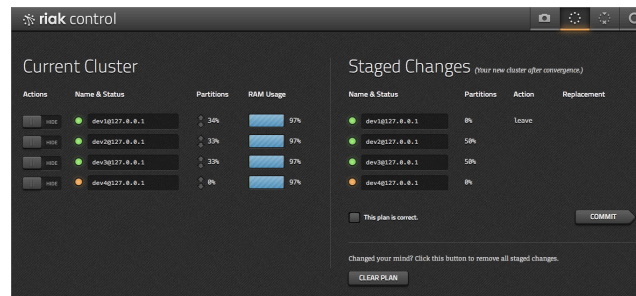 riak control
Current Cluster
Actions Name & Status Partitions RAM Usage
HIDE dev1@127.0.0.1 34% 97%
HIDE dev2@127.0.0.1 33% 97%
HIDE dev3@127.0.0.1 33% 97%
HIDE dev4@127.0.0.1 0% 97%
Staged Changes (Your new cluster after convergence.)
Name & Status Partitions Action Replacement
dev1@127.0.0.1 0% leave
dev2@127.0.0.1 50%
dev3@127.0.0.1 50%
dev4@127.0.0.1 0%
This plan is correct. COMMIT
Changed your mind? Click this button to remove all staged changes.
CLEAR PLAN